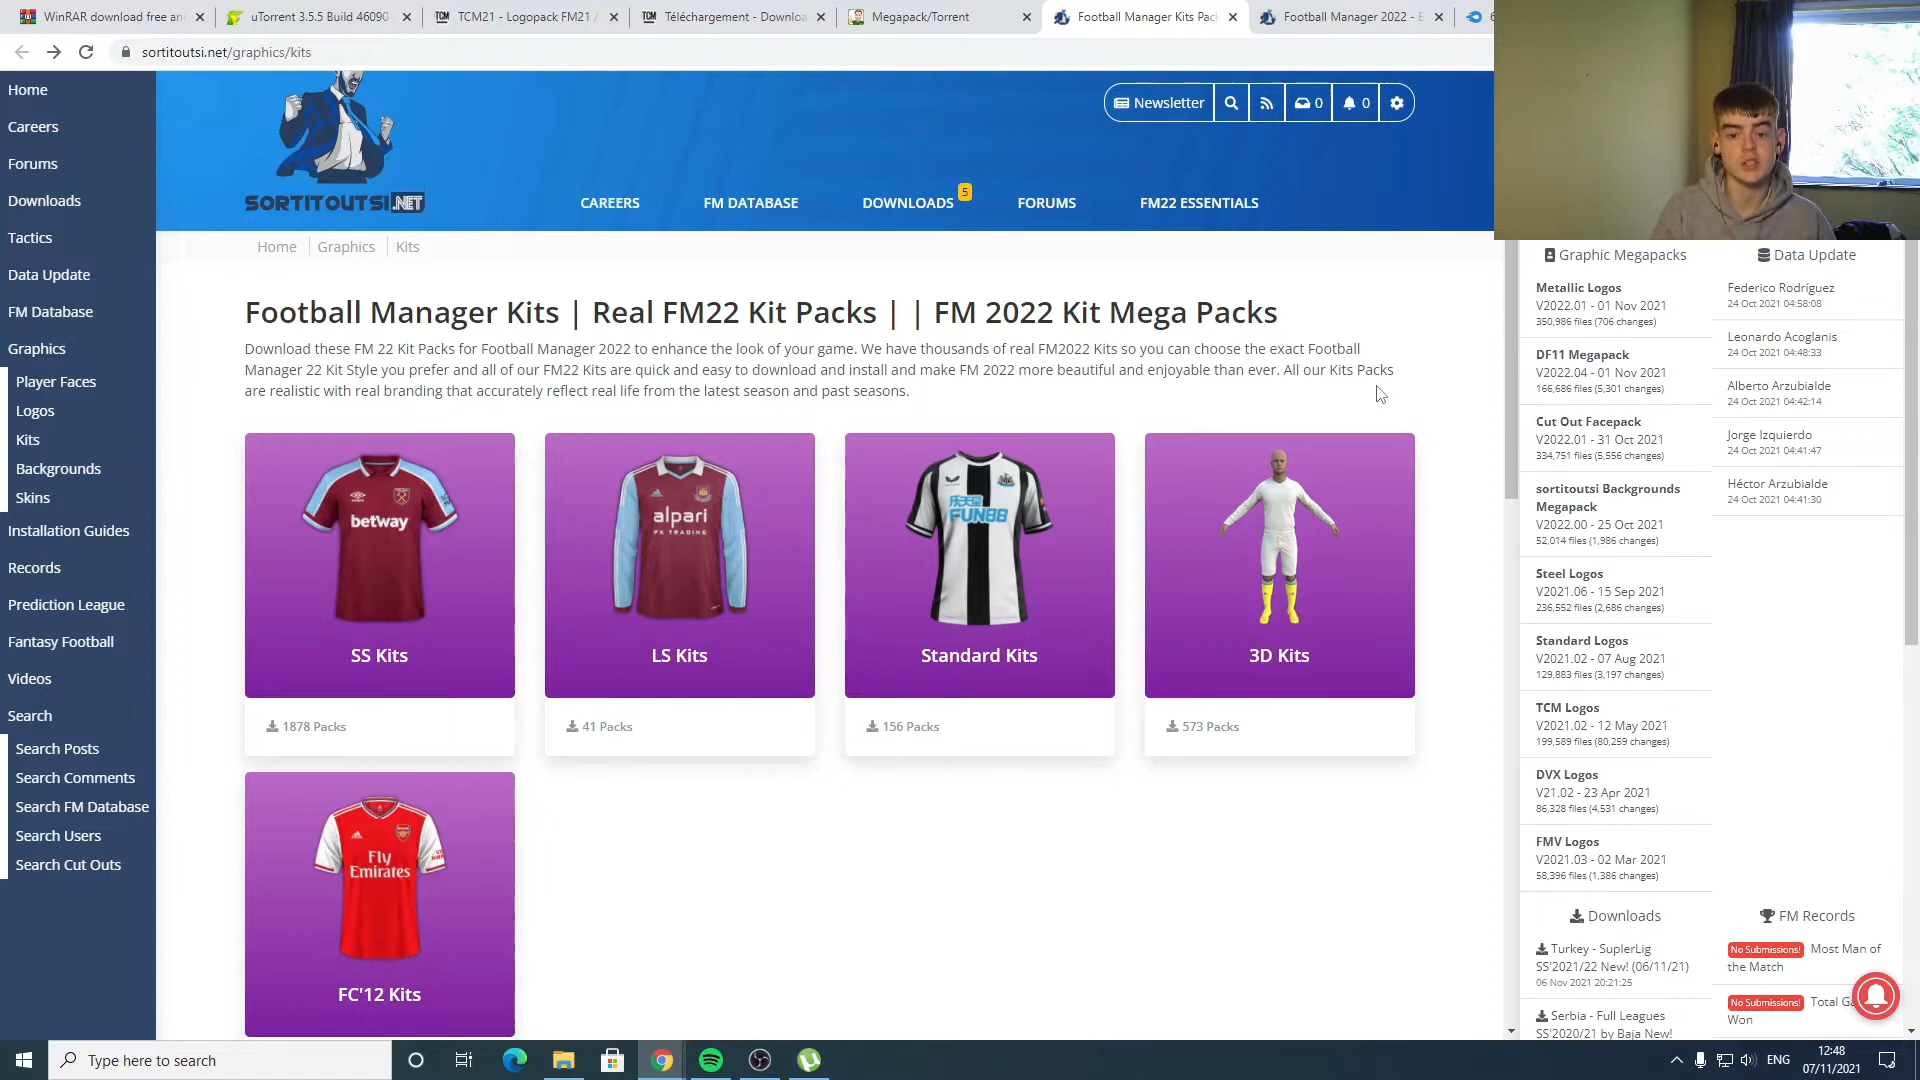 WinRAR download free an
uTorrent 3.5.5 Build 46090
TCM21 - Logopack FM21 /
Téléchargement - Downloa
Megapack/Torrent
Football Manager Kits Pack
Football Manager 2022 - E
sortitoutsi.net/graphics/kits
Home
Careers
Forums
Downloads
Tactics
Data Update
FM Database
Graphics
Player Faces
Logos
Kits
Backgrounds
Skins
Installation Guides
Records
Prediction League
Fantasy Football
Videos
Search
Search Posts
Search Comments
Search FM Database
Search Users
Search Cut Outs
SORTITOUTSI.NET
Newsletter
0
0
CAREERS
FM DATABASE
DOWNLOADS
5
FORUMS
FM22 ESSENTIALS
Home
Graphics
Kits
Football Manager Kits | Real FM22 Kit Packs | | FM 2022 Kit Mega Packs
Download these FM 22 Kit Packs for Football Manager 2022 to enhance the look of your game. We have thousands of real FM2022 Kits so you can choose the exact Football
Manager 22 Kit Style you prefer and all of our FM22 Kits are quick and easy to download and install and make FM 2022 more beautiful and enjoyable than ever. All our Kits Packs
are realistic with real branding that accurately reflect real life from the latest season and past seasons.
betway
SS Kits
1878 Packs
alpari
FX TRADING
LS Kits
41 Packs
FUN88
Standard Kits
156 Packs
3D Kits
573 Packs
Fly
Emirates
FC'12 Kits
Graphic Megapacks
Metallic Logos
V2022.01 - 01 Nov 2021
350,986 files (706 changes)
DF11 Megapack
V2022.04 - 01 Nov 2021
166,686 files (5,301 changes)
Cut Out Facepack
V2022.01 - 31 Oct 2021
334,751 files (5,556 changes)
sortitoutsi Backgrounds
Megapack
V2022.00 - 25 Oct 2021
52,014 files (1,986 changes)
Steel Logos
V2021.06 - 15 Sep 2021
236,552 files (2,686 changes)
Standard Logos
V2021.02 - 07 Aug 2021
129,883 files (3,197 changes)
TCM Logos
V2021.02 - 12 May 2021
199,589 files (80,259 changes)
DVX Logos
V21.02 - 23 Apr 2021
86,328 files (4,531 changes)
FMV Logos
V2021.03 - 02 Mar 2021
58,396 files (1,386 changes)
Downloads
Turkey - SuplerLig
SS'2021/22 New! (06/11/21)
06 Nov 2021 20:21:25
Serbia - Full Leagues
SS'2020/21 by Baja New!
Data Update
Federico Rodríguez
24 Oct 2021 04:58:08
Leonardo Acoglanis
24 Oct 2021 04:48:33
Alberto Arzubialde
24 Oct 2021 04:42:14
Jorge Izquierdo
24 Oct 2021 04:41:47
Héctor Arzubialde
24 Oct 2021 04:41:30
FM Records
No Submissions! Most Man of
the Match
No Submissions! Total Ga
Won
Type here to search
ENG
12:48
07/11/2021